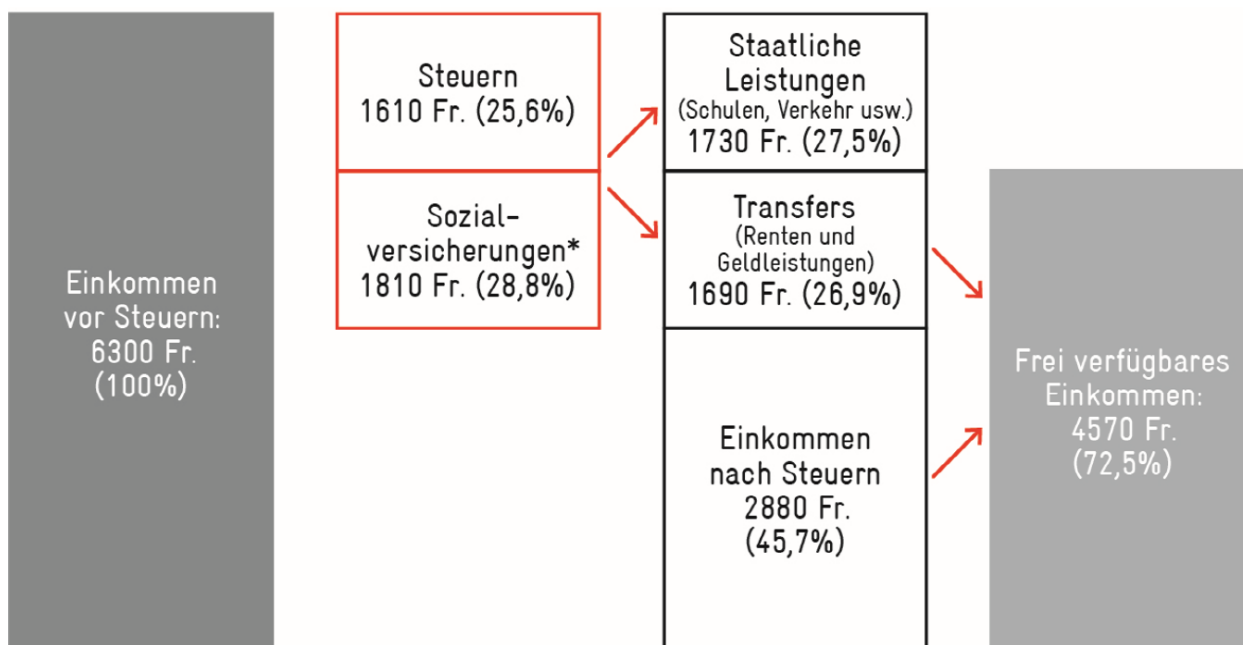 Einkommen
vor Steuern:
6300 Fr.
(100%)
Steuern
1610 Fr. (25,6%)
Sozial-
versicherungen*
1810 Fr. (28,8%)
Staatliche
Leistungen
(Schulen, Verkehr usw.)
1730 Fr. (27,5%)
Transfers
(Renten und
Geldleistungen)
1690 Fr. (26,9%)
Einkommen
nach Steuern
2880 Fr.
(45,7%)
Frei verfügbares
Einkommen:
4570 Fr.
(72,5%)